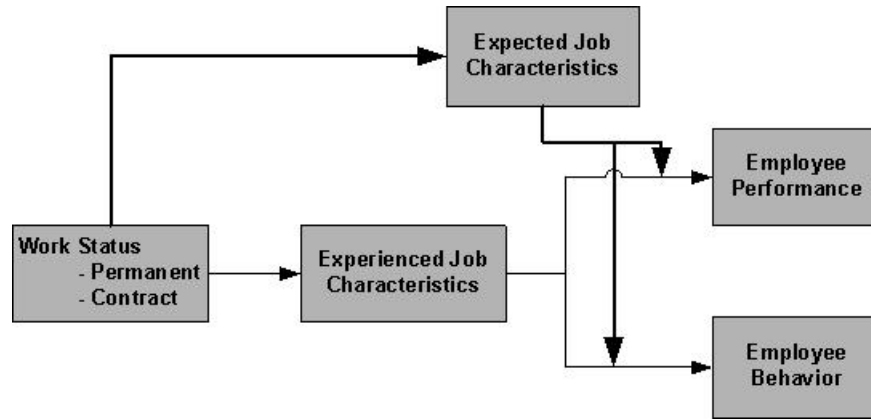 Expected Job
Characteristics
Employee
Performance
Work Status
- Permanent
- Contract
Experienced Job
Characteristics
Employee
Behavior